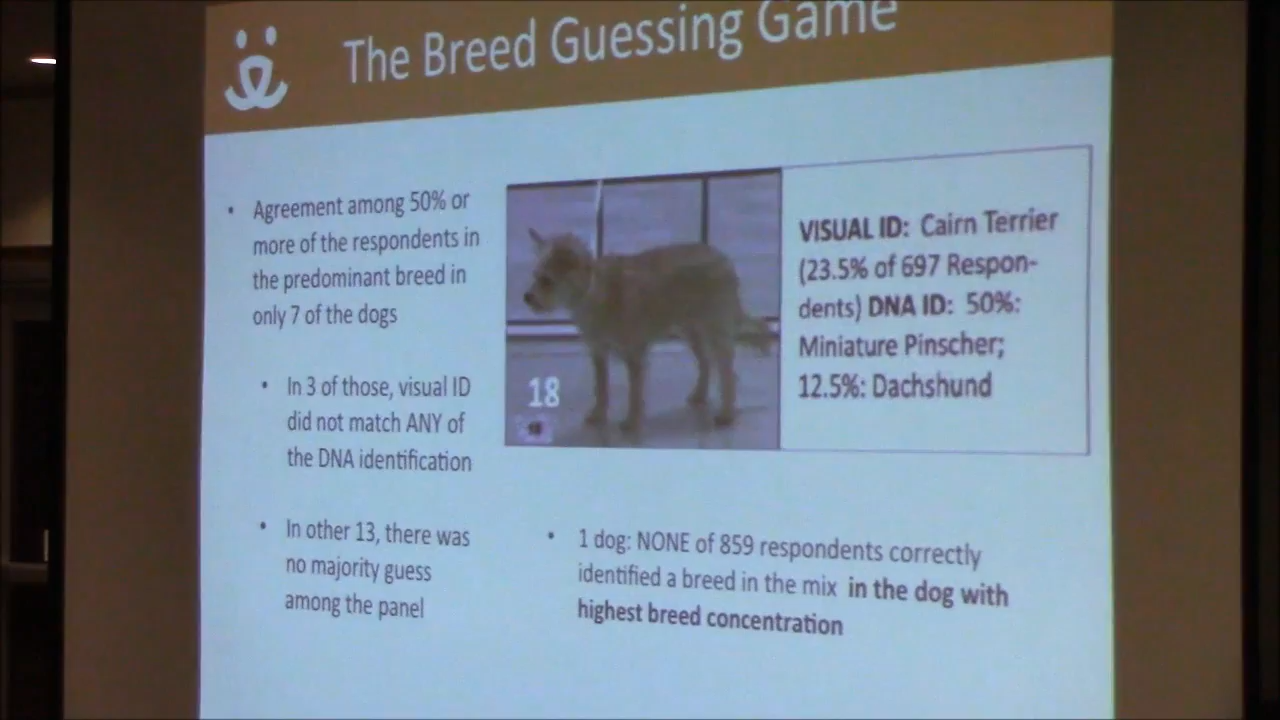 The Breed Guessing Game
• Agreement among 50% or
more of the respondents in
the predominant breed in
only 7 of the dogs
• In 3 of those, visual ID
did not match ANY of
the DNA identification
• In other 13, there was
no majority guess
among the panel
18
18
VISUAL ID: Cairn Terrier
(23.5% of 697 Respon-
dents) DNA ID: 50%:
Miniature Pinscher;
12.5%: Dachshund
• 1 dog: NONE of 859 respondents correctly
identified a breed in the mix in the dog with
highest breed concentration